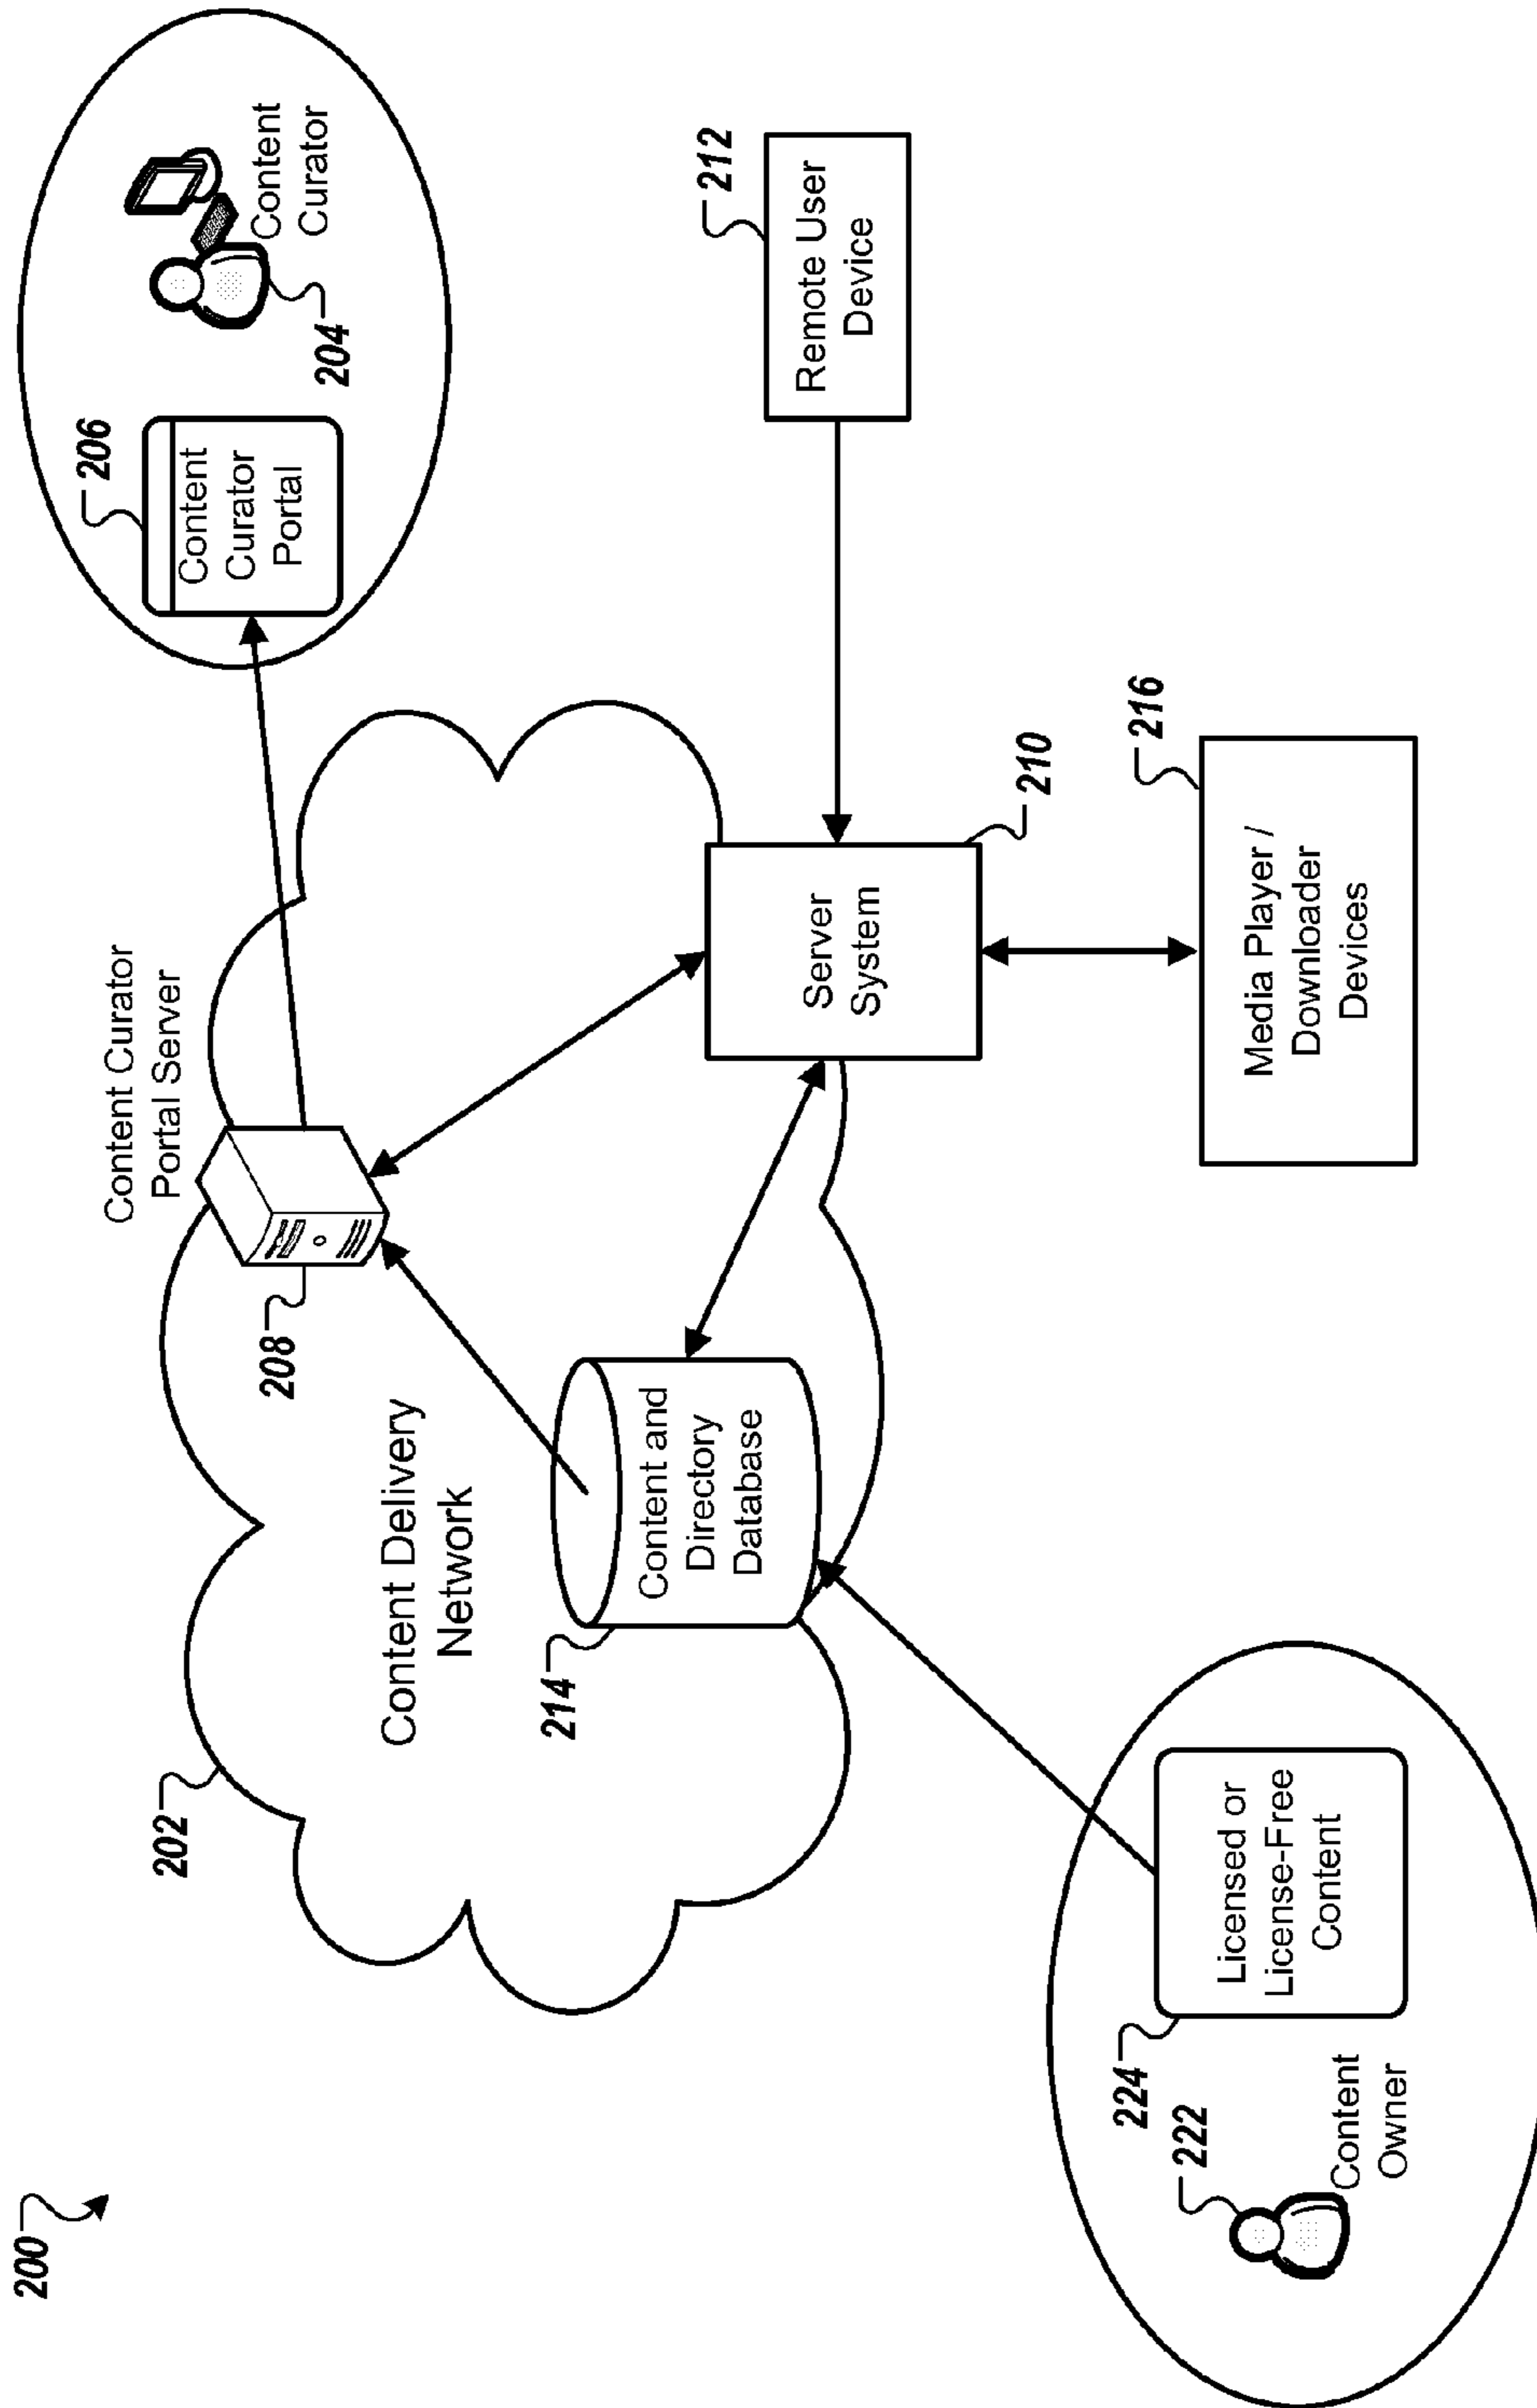 200
202
Content Delivery
Network
208
Content Curator
Portal Server
206
Content
Curator
Portal
204
Content
Curator
214
Content and
Directory
Database
Server
System
210
212
Remote User
Device
216
Media Player /
Downloader
Devices
222
Content
Owner
224
Licensed or
License-Free
Content